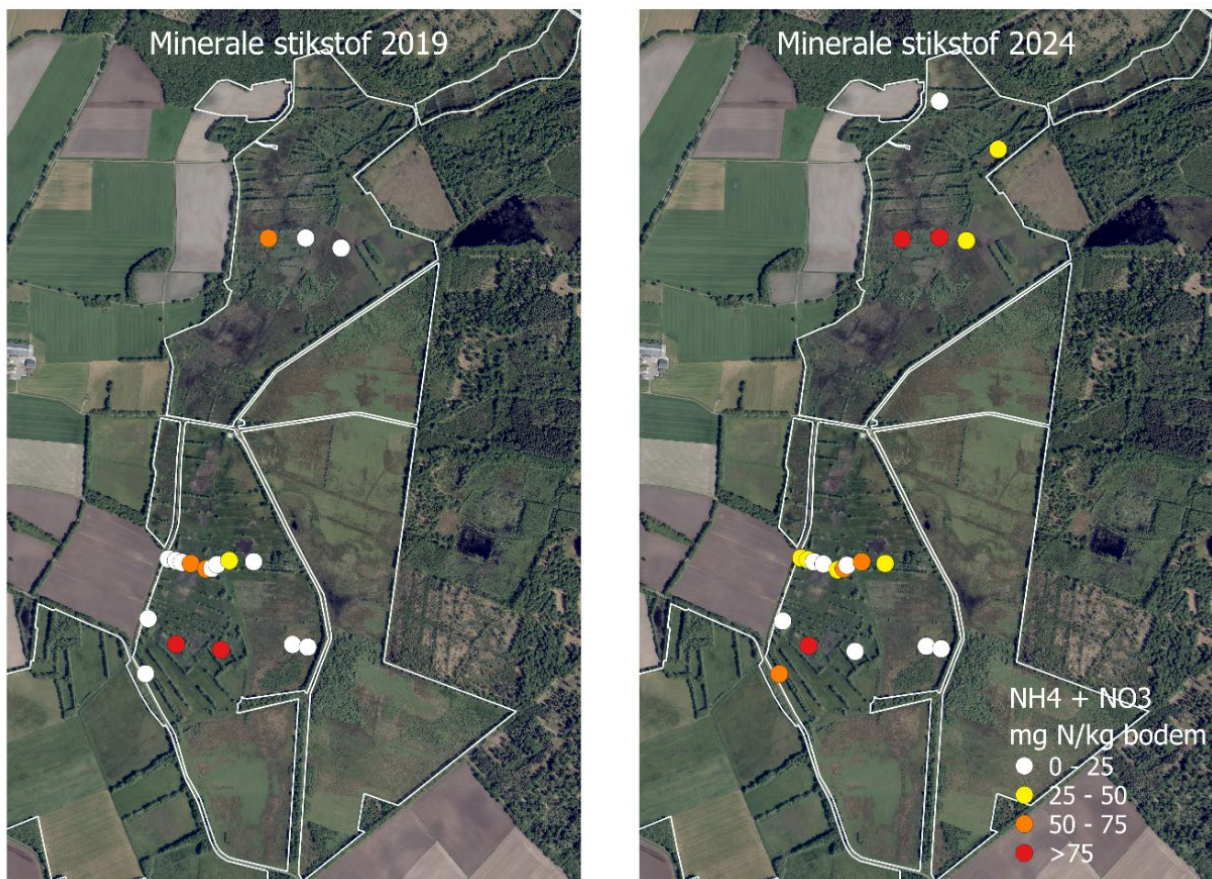 Minerale stikstof 2019
Minerale stikstof 2024
NH4 + NO3
mg N/kg bodem
0 - 25
25 - 50
50 - 75
>75